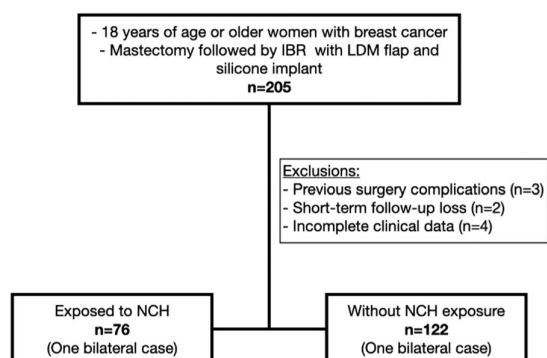 - 18 years of age or older women with breast cancer
- Mastectomy followed by IBR with LDM flap and
silicone implant
n=205
Exclusions:
- Previous surgery complications (n=3)
- Short-term follow-up loss (n=2)
- Incomplete clinical data (n=4)
Exposed to NCH
n=76
(One bilateral case)
Without NCH exposure
n=122
(One bilateral case)